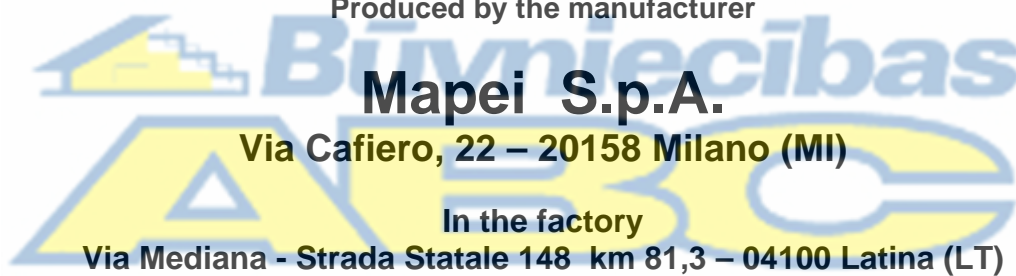 Produced by the manufacturer
Būvniecības
ABC
Mapei S.p.A.
Via Cafiero, 22 – 20158 Milano (MI)
In the factory
Via Mediana - Strada Statale 148 km 81,3 – 04100 Latina (LT)